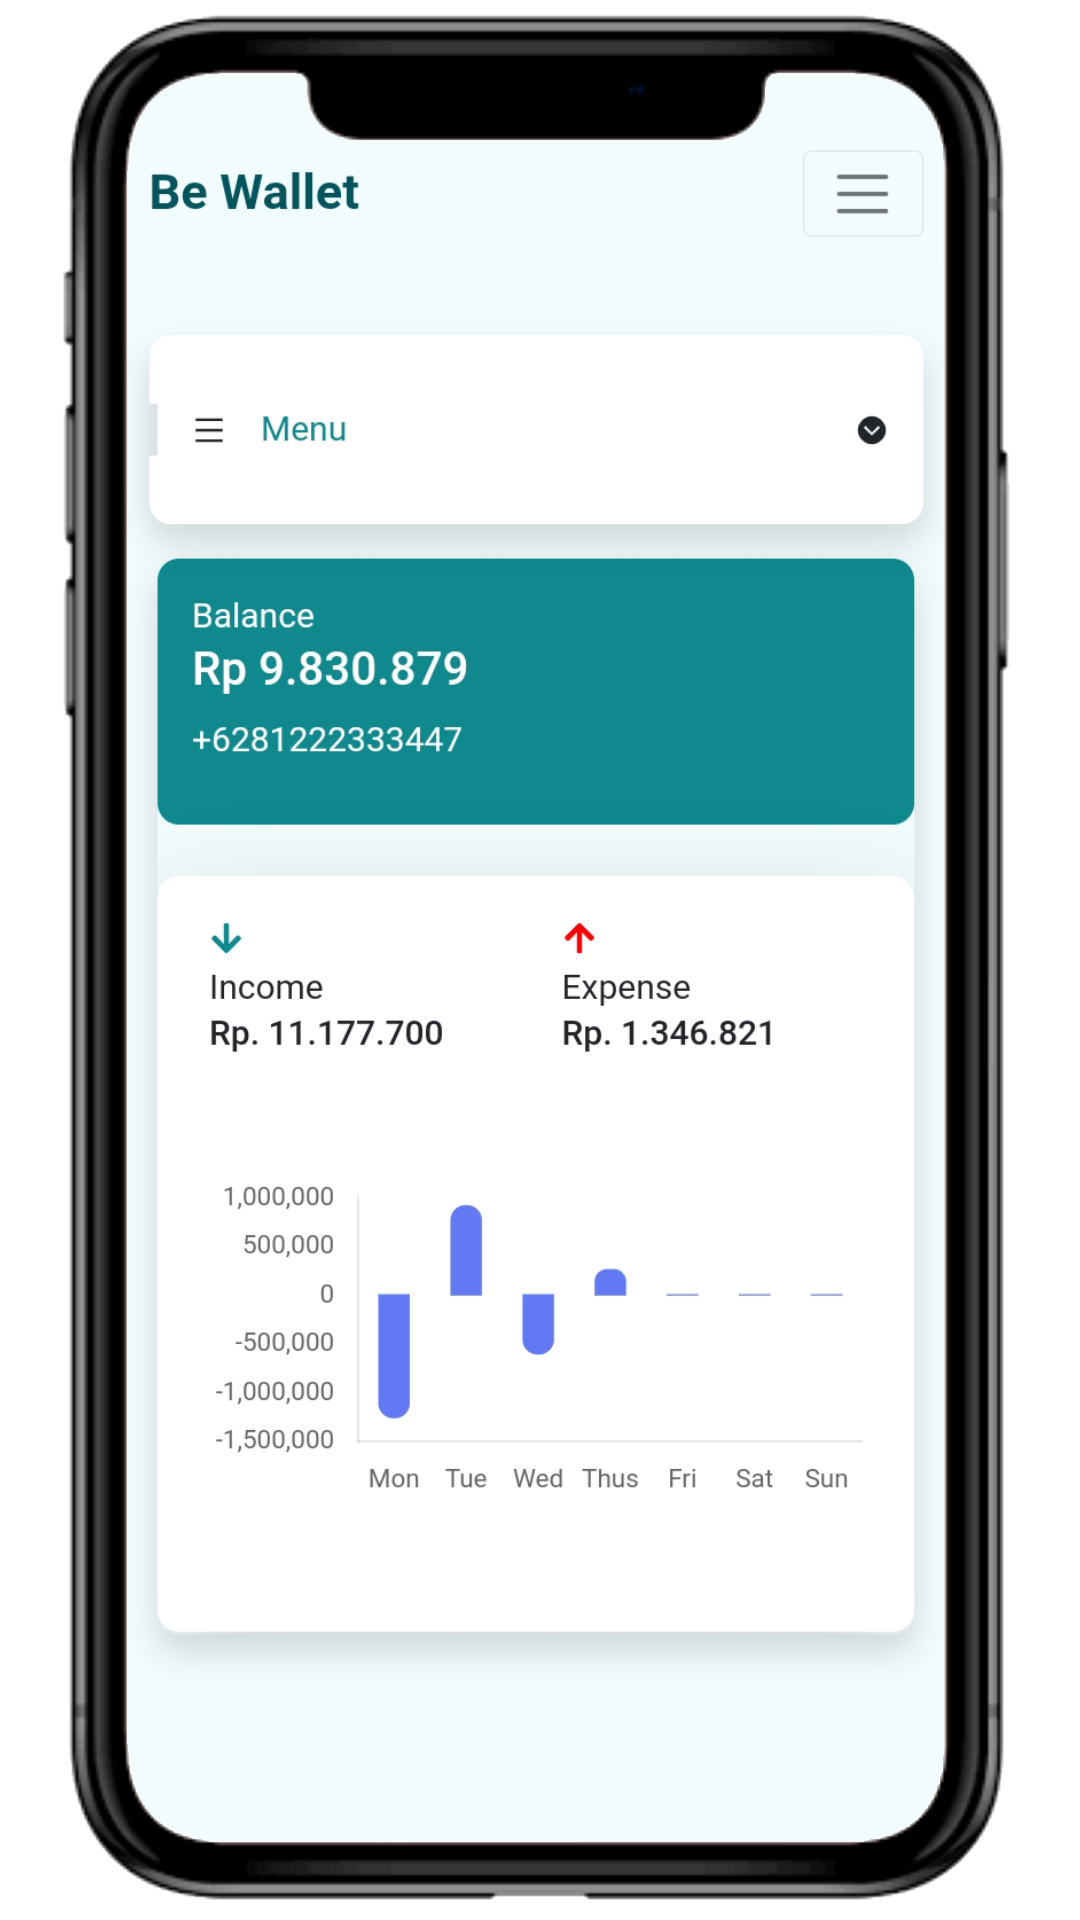 Be Wallet
Menu
Balance
Rp 9.830.879
+6281222333447
Income
Rp. 11.177.700
Expense
Rp. 1.346.821
1,000,000
500,000
0
-500,000
-1,000,000
-1,500,000
Mon Tue Wed Thus Fri Sat Sun